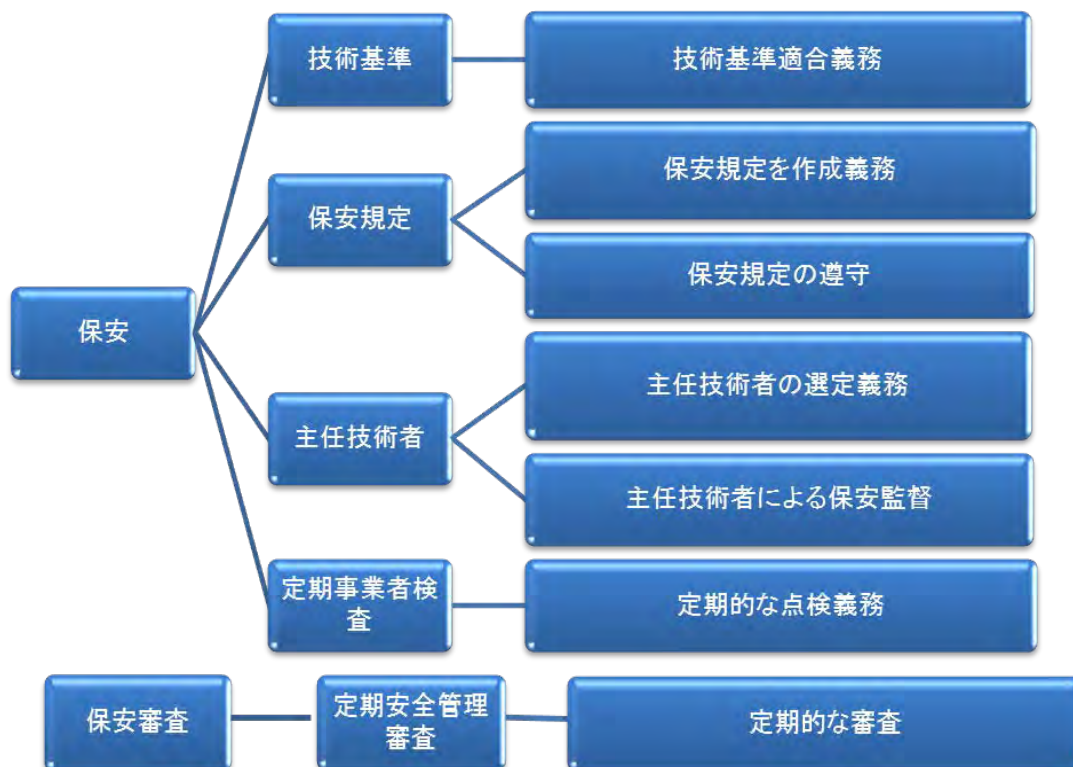 技術基準
技術基準適合義務
保安規定を作成義務
保安規定
保安規定の遵守
保安
主任技術者の選定義務
主任技術者
主任技術者による保安監督
定期事業者検
査
定期的な点検義務
保安審査
定期安全管理
審査
定期的な審査